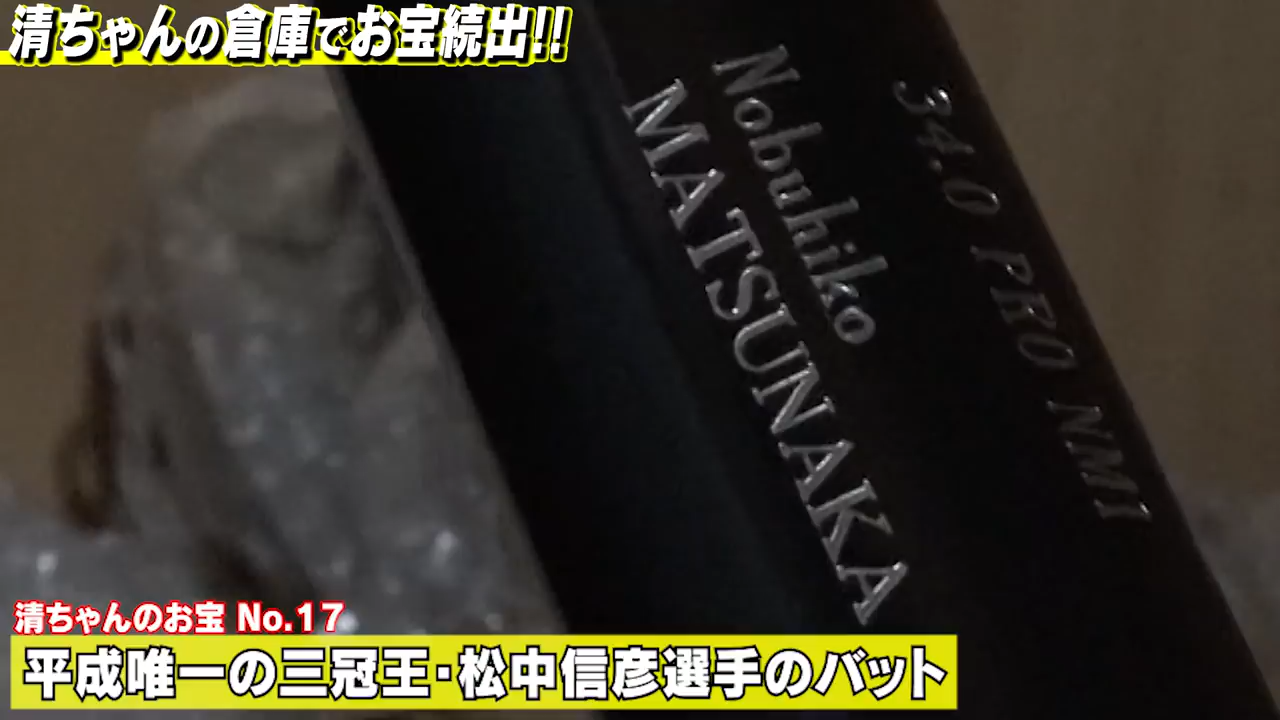 清ちゃんの倉庫でお宝続出!!
34.0 PRO NM1
Nobuhiko
MATSUNAKA
清ちゃんのお宝 No.17
平成唯一の三冠王・松中信彦選手のバット